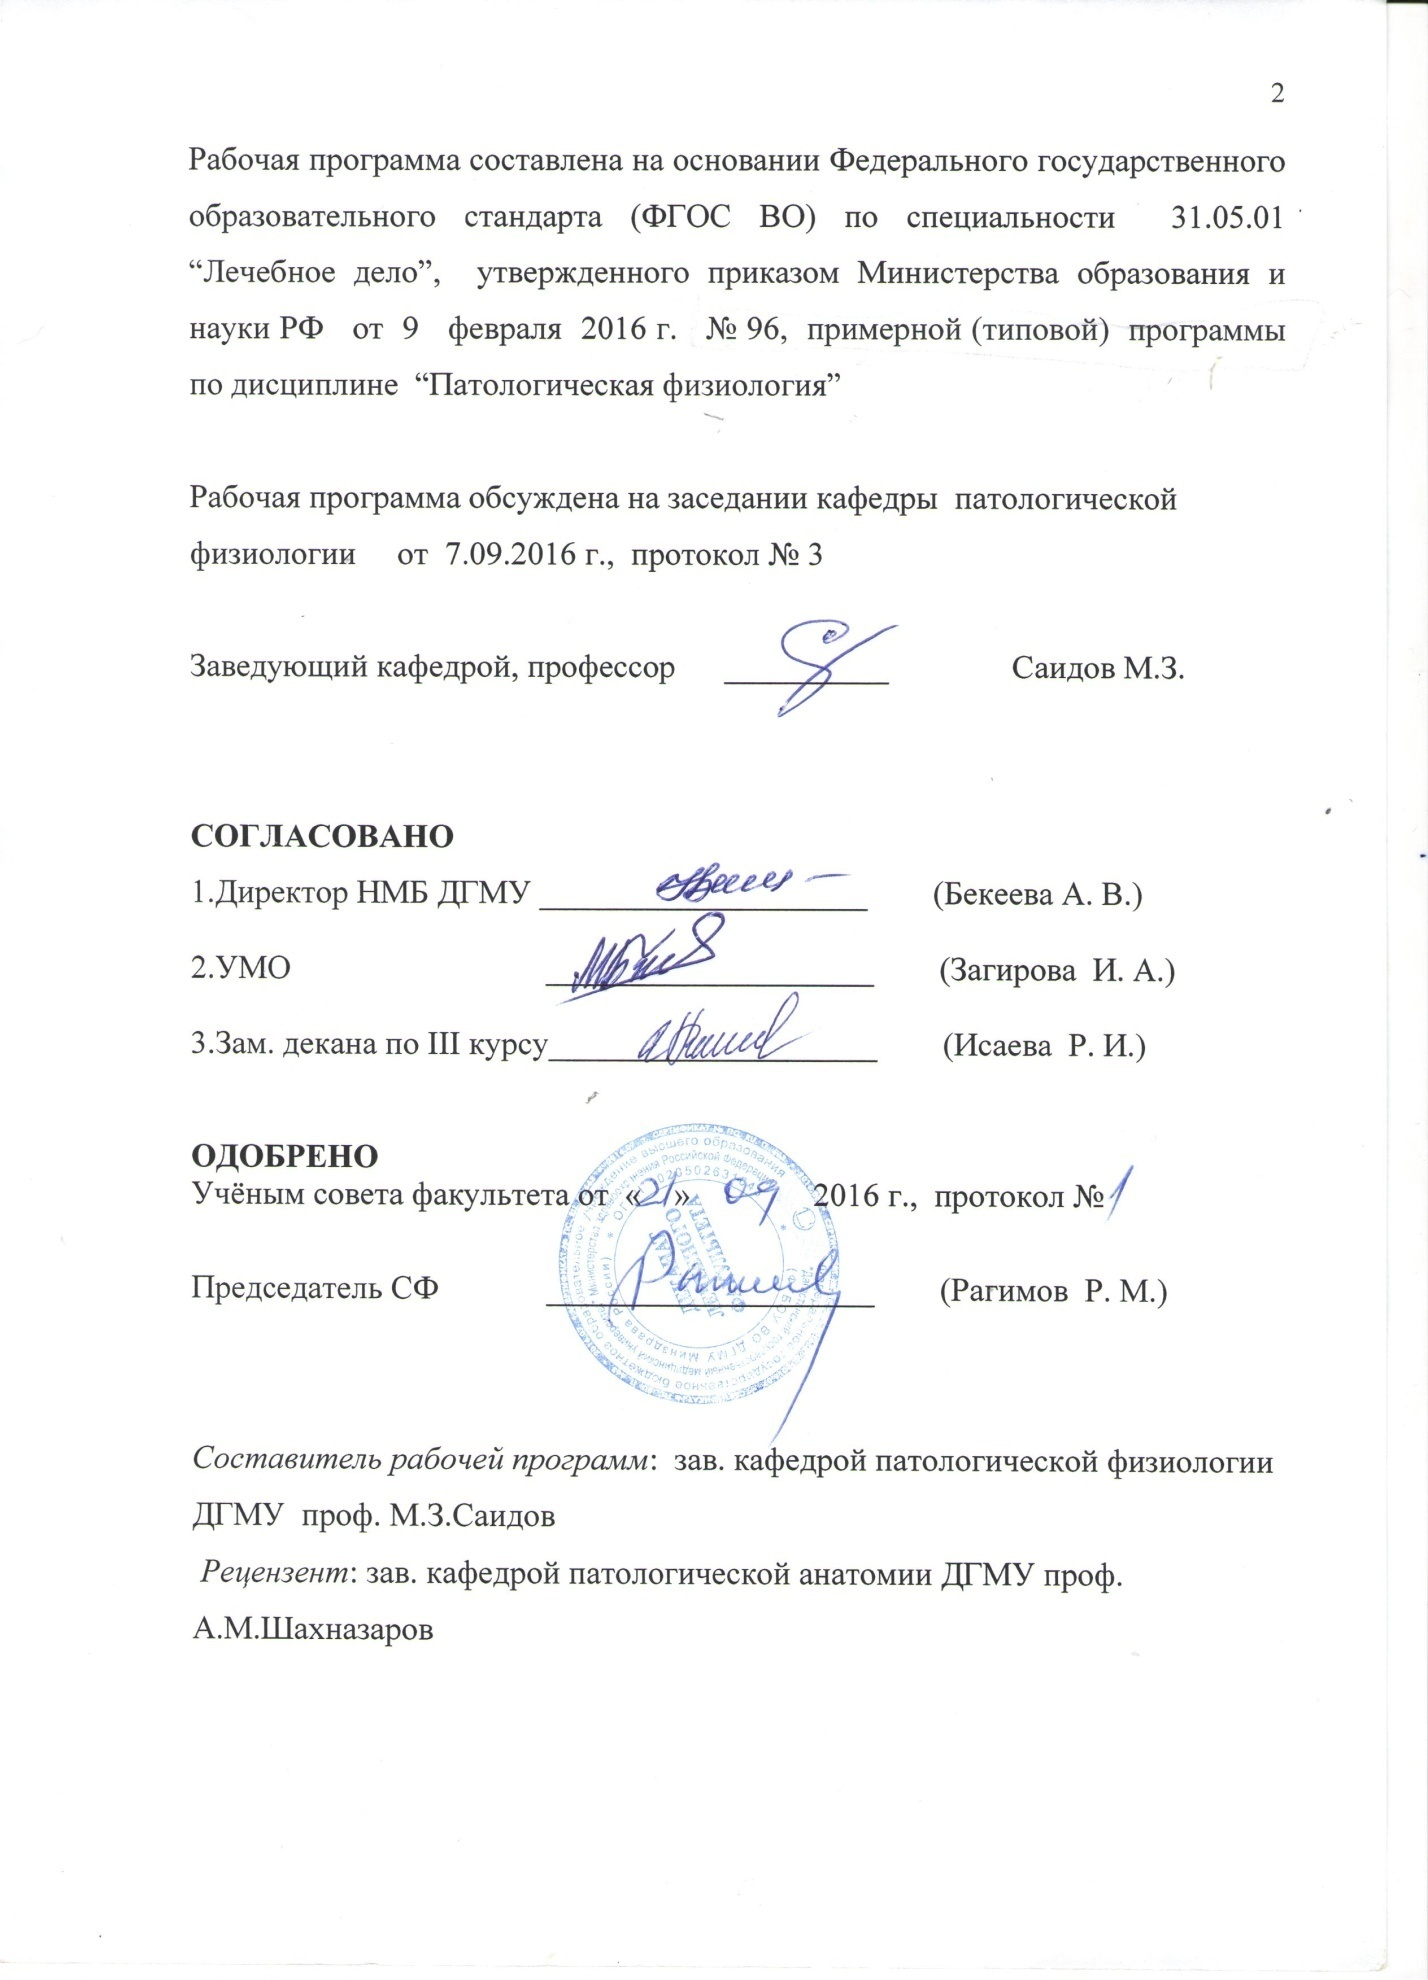 2
Рабочая программа составлена на основании Федерального государственного
образовательного стандарта (ФГОС ВО) по специальности 31.05.01
“Лечебное дело”, утвержденного приказом Министерства образования и
науки РФ от 9 февраля 2016 г. № 96, примерной (типовой) программы
по дисциплине “Патологическая физиология”
Рабочая программа обсуждена на заседании кафедры патологической
физиологии от 7.09.2016 г., протокол № 3
Заведующий кафедрой, профессор Саидов М.З.
СОГЛАСОВАНО
1.Директор НМБ ДГМУ (Бекеева А. В.)
2.УМО (Загирова И. А.)
3.Зам. декана по III курсу (Исаева Р. И.)
ОДОБРЕНО
Учёным совета факультета от «21» 09 2016 г., протокол №1
Председатель СФ (Рагимов Р. М.)
Составитель рабочей программ: зав. кафедрой патологической физиологии
ДГМУ проф. М.З.Саидов
Рецензент: зав. кафедрой патологической анатомии ДГМУ проф.
А.М.Шахназаров